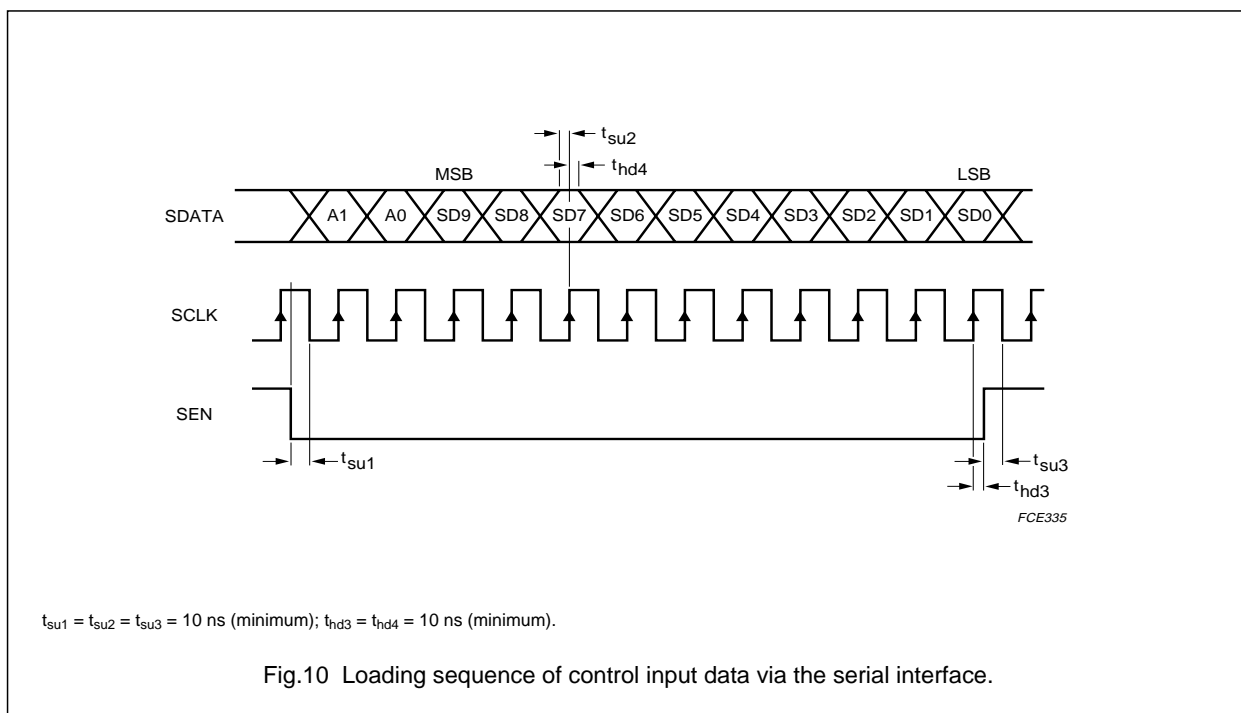 t_su2
t_hd4
MSB
LSB
SDATA
A1 A0 SD9 SD8 SD7 SD6 SD5 SD4 SD3 SD2 SD1 SD0
SCLK
SEN
t_su1
t_su3
t_hd3
FCE335
t_su1 = t_su2 = t_su3 = 10 ns (minimum); t_hd3 = t_hd4 = 10 ns (minimum).
Fig.10 Loading sequence of control input data via the serial interface.